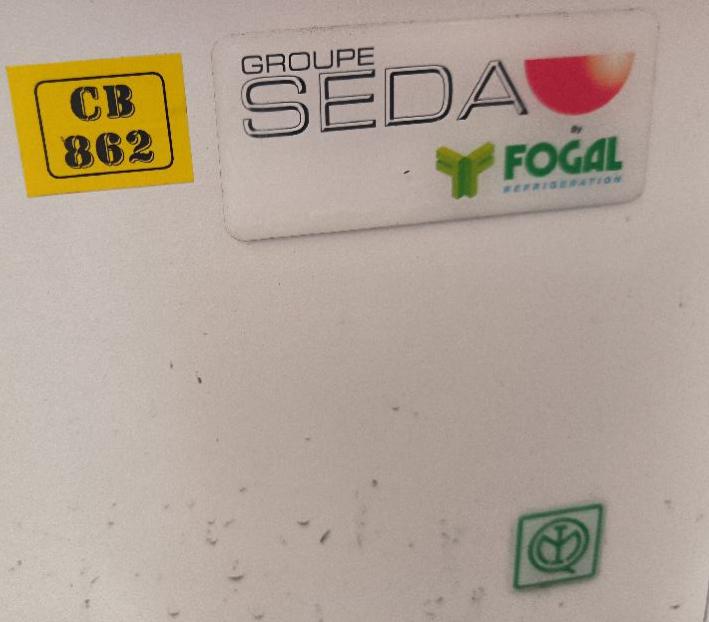 CB
862
GROUPE
SEDA
By
FOGAL
REFRIGERATION